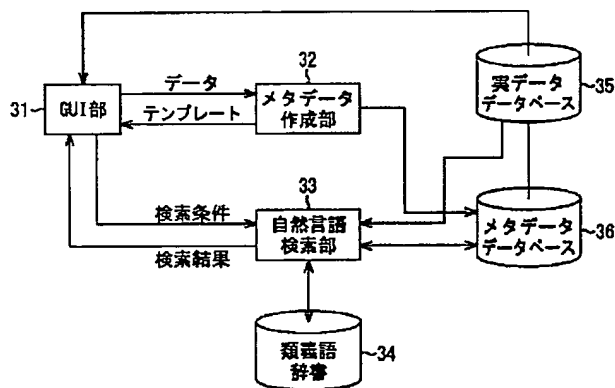 32
データ
メタデータ
作成部
テンプレート
31
GUI部
実データ
データベース
35
33
検索条件
自然言語
検索部
検索結果
メタデータ
データベース
36
類義語
辞書
34